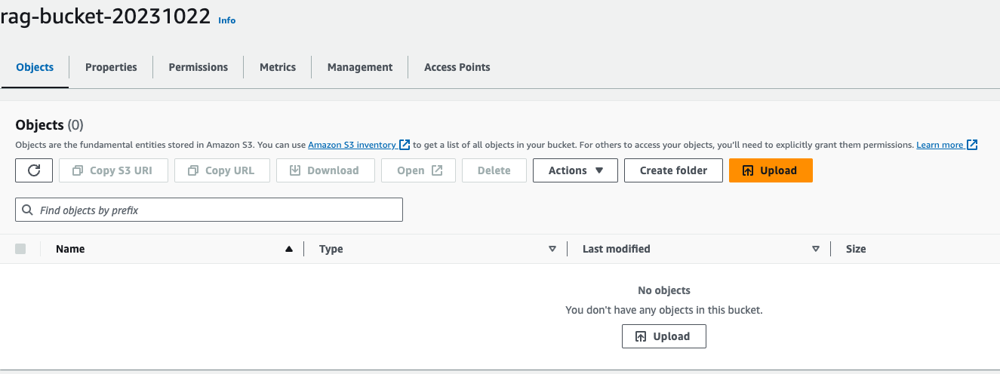 rag-bucket-20231022 Info
Objects Properties Permissions Metrics Management Access Points
Objects (0)
Objects are the fundamental entities stored in Amazon S3. You can use Amazon S3 inventory to get a list of all objects in your bucket. For others to access your objects, you’ll need to explicitly grant them permissions. Learn more
Copy S3 URI Copy URL Download Open Delete Actions Create folder Upload
Find objects by prefix
Name Type Last modified Size
No objects
You don't have any objects in this bucket.
Upload